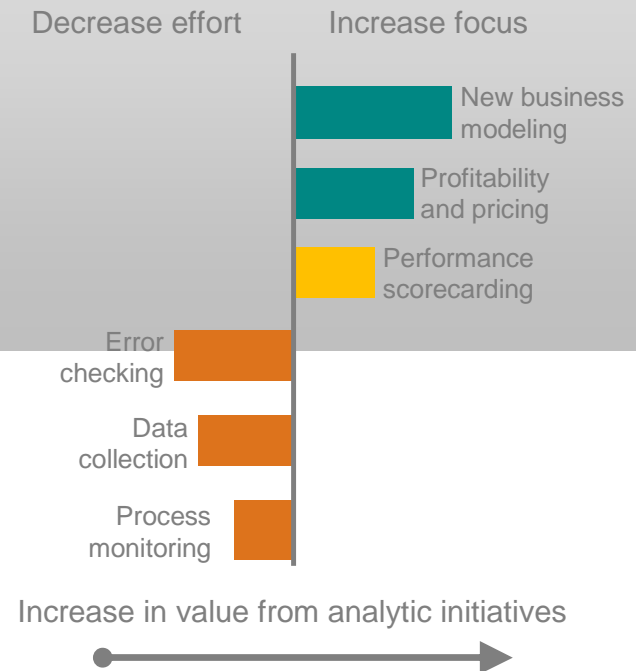 Decrease effort
Increase focus
New business
modeling
Profitability
and pricing
Performance
scorecarding
Error
checking
Data
collection
Process
monitoring
Increase in value from analytic initiatives